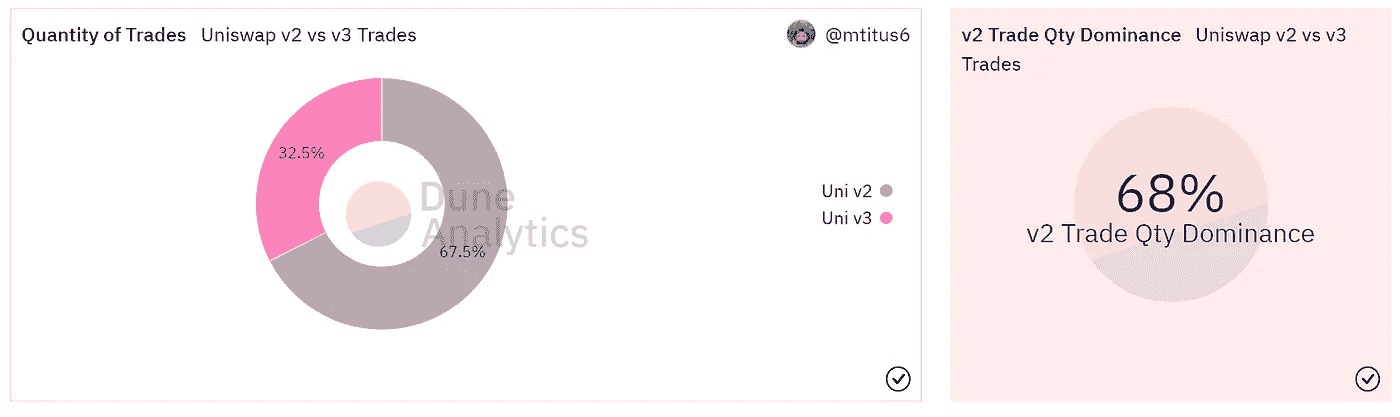 Quantity of Trades Uniswap v2 vs v3 Trades
@mtitus6
32.5%
67.5%
Dune
Analytics
Uni v2
Uni v3
v2 Trade Qty Dominance Uniswap v2 vs v3
Trades
68%
v2 Trade Qty Dominance